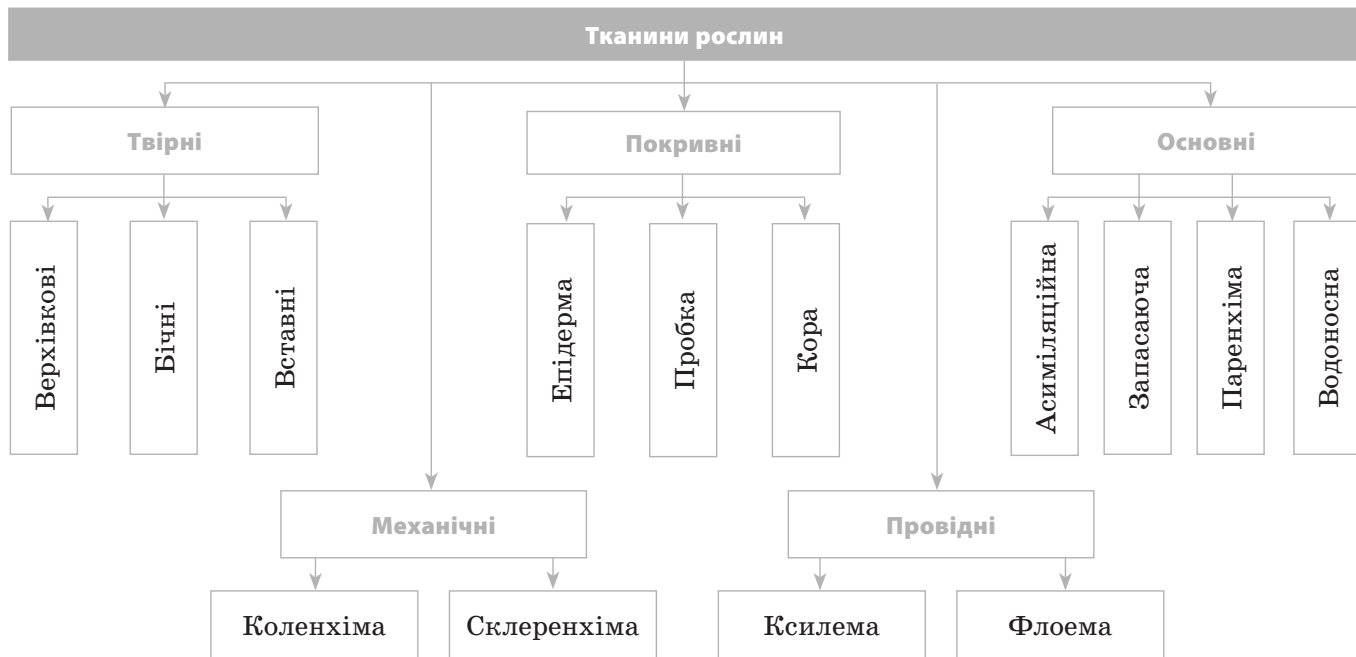 Тканини рослин
Твірні
Покривні
Основні
Верхівкові
Бічні
Вставні
Епідерма
Пробка
Кора
Асиміляційна
Запасаюча
Паренхіма
Водоносна
Механічні
Провідні
Коленхіма
Склеренхіма
Ксилема
Флоема